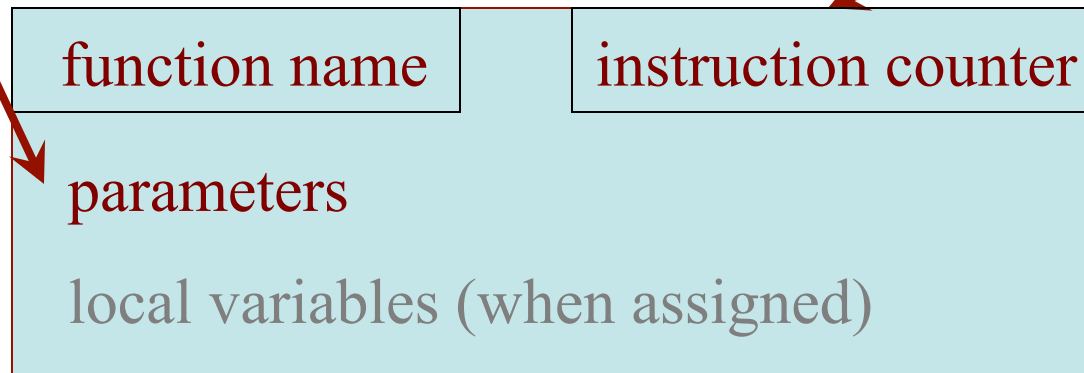 function name
instruction counter
parameters
local variables (when assigned)